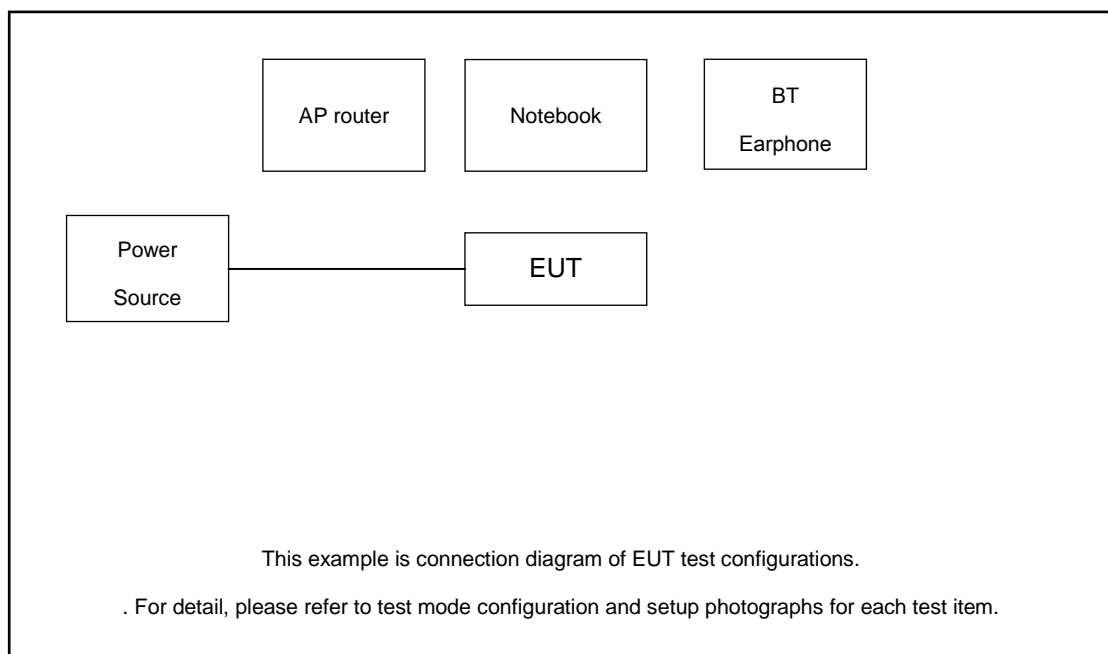 AP router
Notebook
BT
Earphone
Power
Source
EUT
This example is connection diagram of EUT test configurations.
. For detail, please refer to test mode configuration and setup photographs for each test item.